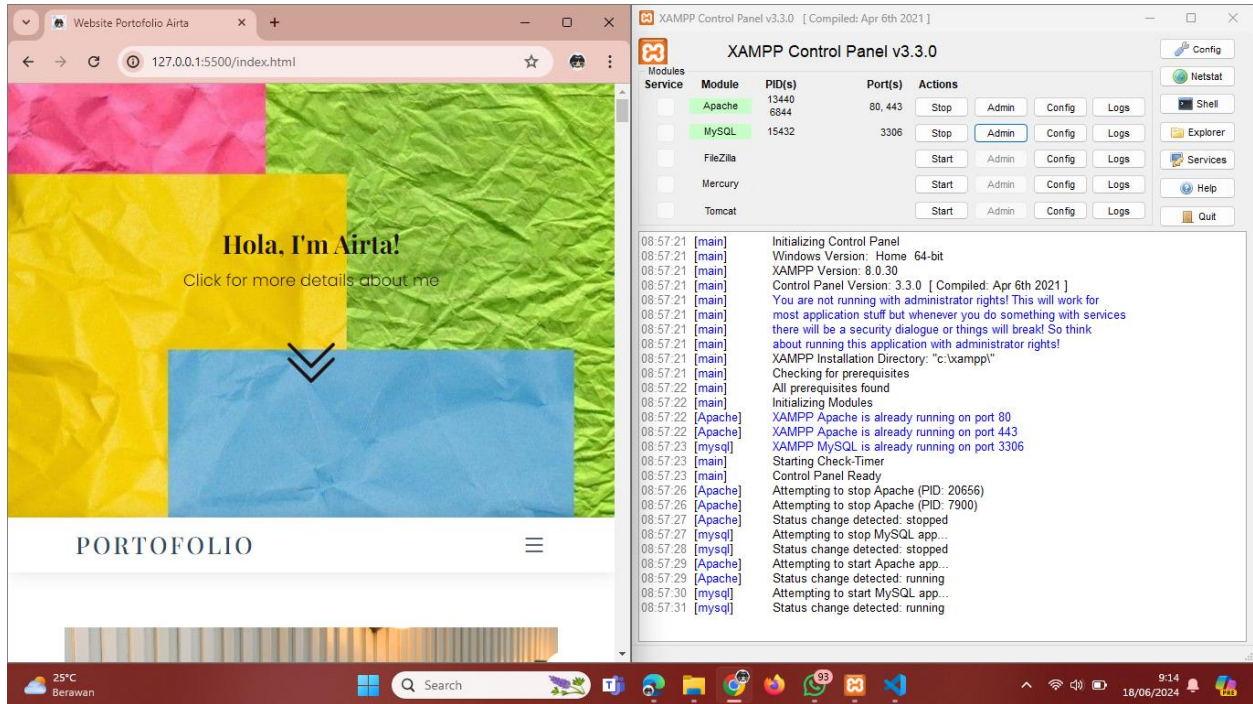 Website Portofolio Airta
127.0.0.1:5500/index.html
Hola, I'm Airta!
Click for more details about me
PORTOFOLIO
XAMPP Control Panel v3.3.0 [ Compiled: Apr 6th 2021 ]
XAMPP Control Panel v3.3.0
Modules
Service Module PID(s) Port(s) Actions
Apache 13440 6844 80, 443 Stop Admin Config Logs
MySQL 15432 3306 Stop Admin Config Logs
FileZilla Start Admin Config Logs
Mercury Start Admin Config Logs
Tomcat Start Admin Config Logs
Config
Netstat
Shell
Explorer
Services
Help
Quit
08:57:21 [main] Initializing Control Panel
08:57:21 [main] Windows Version: Home 64-bit
08:57:21 [main] XAMPP Version: 8.0.30
08:57:21 [main] Control Panel Version: 3.3.0 [ Compiled: Apr 6th 2021 ]
08:57:21 [main] You are not running with administrator rights! This will work for
08:57:21 [main] most application stuff but whenever you do something with services
08:57:21 [main] there will be a security dialogue or things will break! So think
08:57:21 [main] about running this application with administrator rights!
08:57:21 [main] XAMPP Installation Directory: "c:\xampp\"
08:57:21 [main] Checking for prerequisites
08:57:22 [main] All prerequisites found
08:57:22 [main] Initializing Modules
08:57:22 [Apache] XAMPP Apache is already running on port 80
08:57:22 [Apache] XAMPP Apache is already running on port 443
08:57:23 [mysql] XAMPP MySQL is already running on port 3306
08:57:23 [main] Starting Check-Timer
08:57:23 [main] Control Panel Ready
08:57:26 [Apache] Attempting to stop Apache (PID: 20656)
08:57:26 [Apache] Attempting to stop Apache (PID: 7900)
08:57:27 [Apache] Status change detected: stopped
08:57:27 [mysql] Attempting to stop MySQL app...
08:57:28 [mysql] Status change detected: stopped
08:57:29 [Apache] Attempting to start Apache app...
08:57:29 [Apache] Status change detected: running
08:57:30 [mysql] Attempting to start MySQL app...
08:57:31 [mysql] Status change detected: running
25°C
Berawan
Search
93
9:14
18/06/2024
PRE